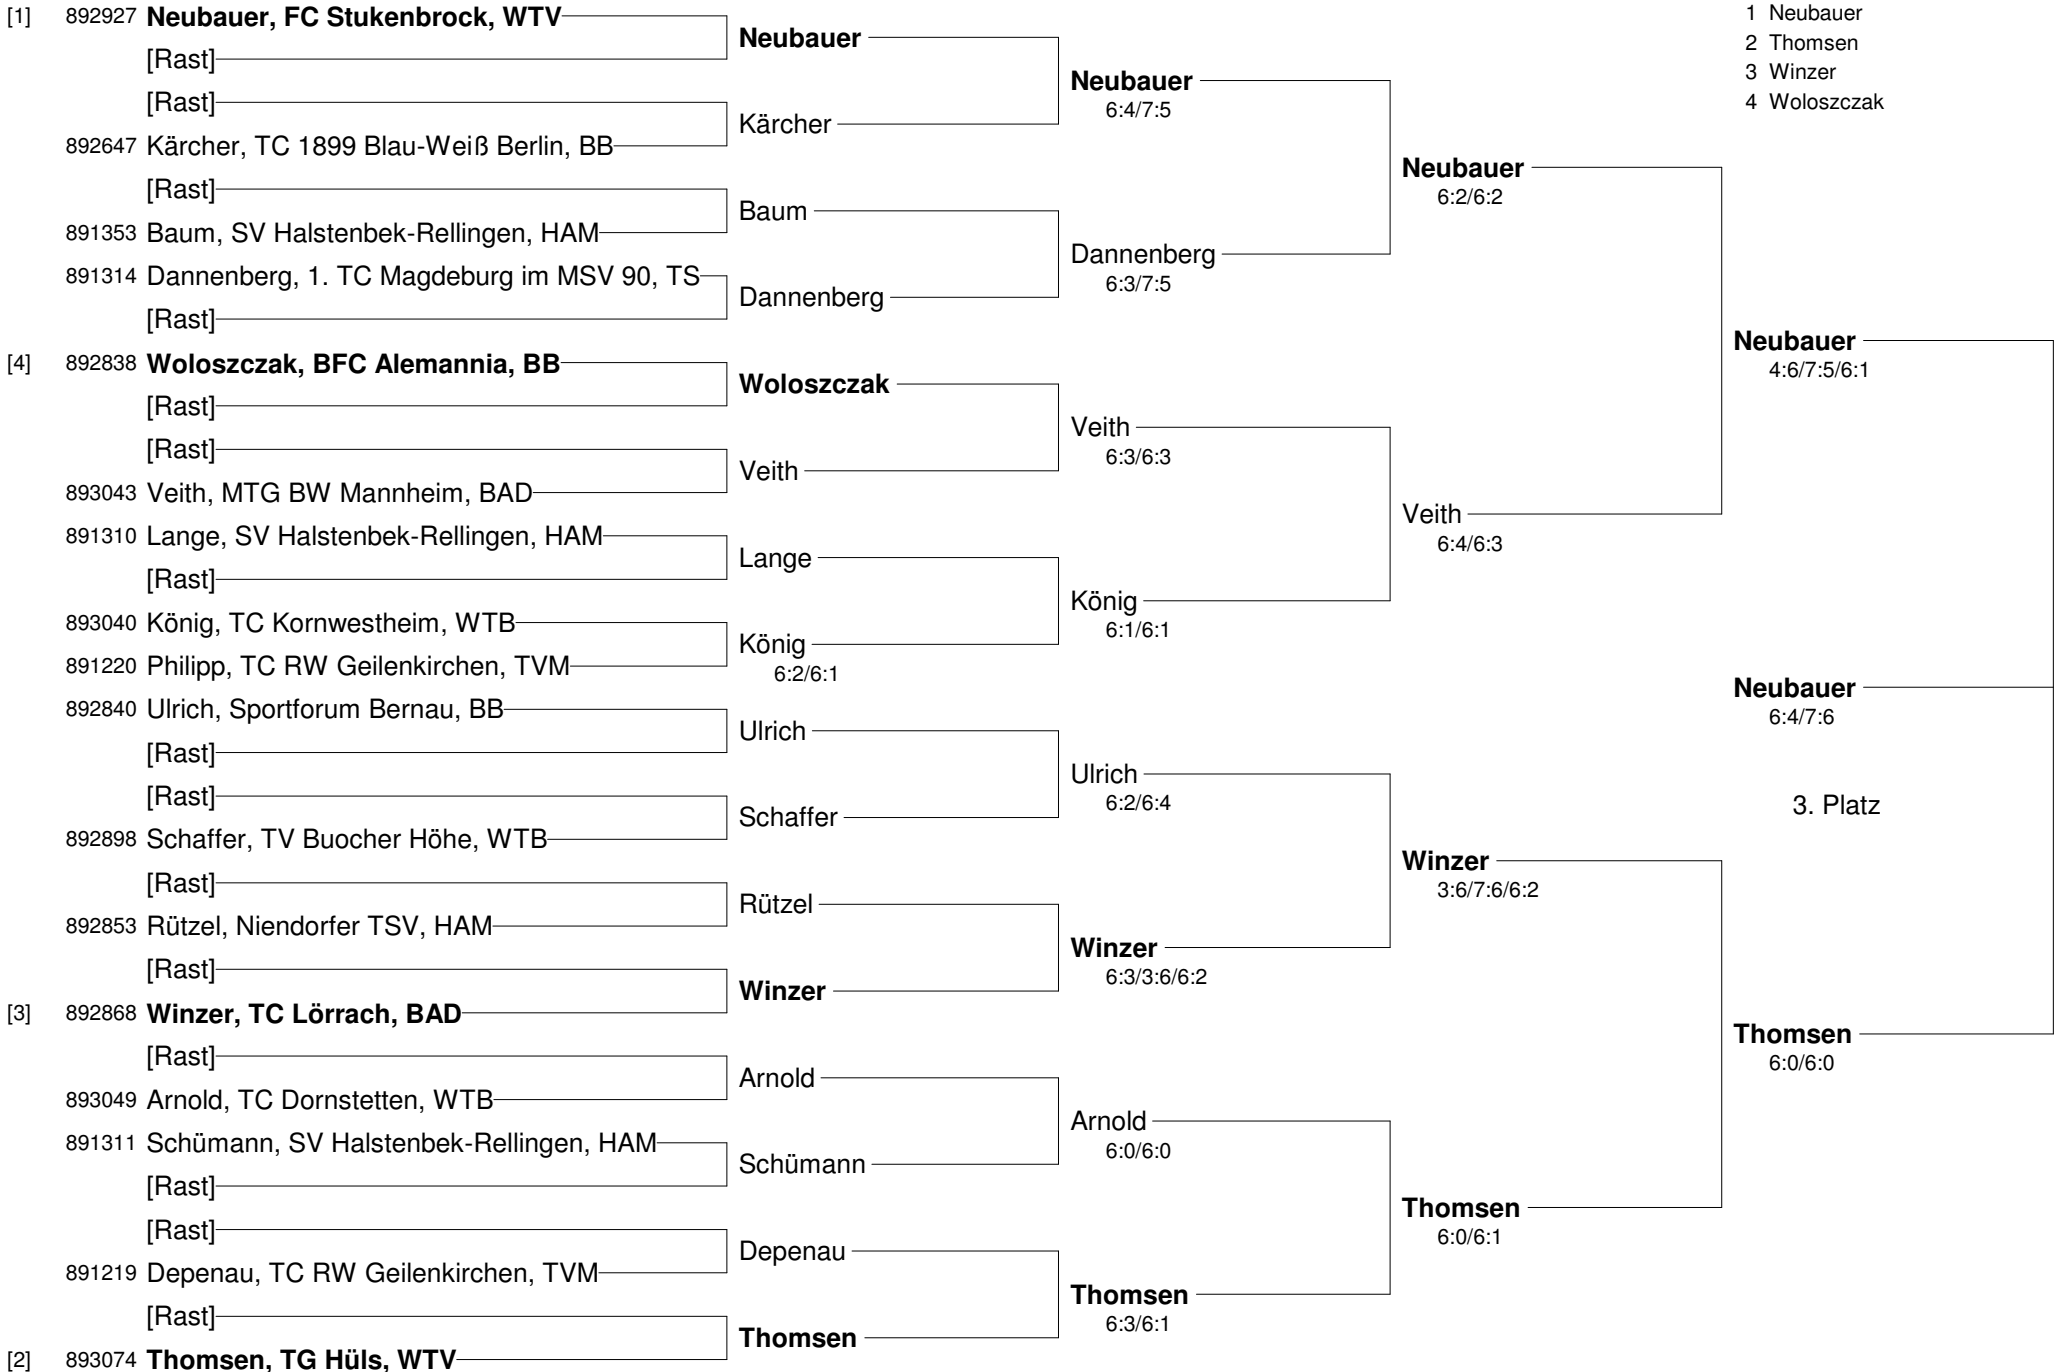 [1] 892927 Neubauer, FC Stukenbrock, WTV
[Rast]
[Rast]
892647 Kärcher, TC 1899 Blau-Weiß Berlin, BB
[Rast]
891353 Baum, SV Halstenbek-Rellingen, HAM
891314 Dannenberg, 1. TC Magdeburg im MSV 90, TS
[Rast]
[4] 892838 Woloszczak, BFC Alemannia, BB
[Rast]
[Rast]
893043 Veith, MTG BW Mannheim, BAD
891310 Lange, SV Halstenbek-Rellingen, HAM
[Rast]
893040 König, TC Kornwestheim, WTB
891220 Philipp, TC RW Geilenkirchen, TVM
892840 Ulrich, Sportforum Bernau, BB
[Rast]
[Rast]
892898 Schaffer, TV Buocher Höhe, WTB
[Rast]
892853 Rützel, Niendorfer TSV, HAM
[Rast]
[3] 892868 Winzer, TC Lörrach, BAD
[Rast]
893049 Arnold, TC Dornstetten, WTB
891311 Schümann, SV Halstenbek-Rellingen, HAM
[Rast]
[Rast]
891219 Depenau, TC RW Geilenkirchen, TVM
[Rast]
[2] 893074 Thomsen, TG Hüls, WTV
Neubauer
Kärcher
Baum
Dannenberg
Woloszczak
Veith
Lange
König
6:2/6:1
Ulrich
Schaffer
Rützel
Winzer
Arnold
Schümann
Depenau
Thomsen
Neubauer
6:4/7:5
Dannenberg
6:3/7:5
Veith
6:3/6:3
König
6:1/6:1
Ulrich
6:2/6:4
Winzer
6:3/3:6/6:2
Arnold
6:0/6:0
Thomsen
6:3/6:1
Neubauer
6:2/6:2
Veith
6:4/6:3
Winzer
3:6/7:6/6:2
Thomsen
6:0/6:1
1 Neubauer
2 Thomsen
3 Winzer
4 Woloszczak
Neubauer
4:6/7:5/6:1
Neubauer
6:4/7:6
3. Platz
Thomsen
6:0/6:0